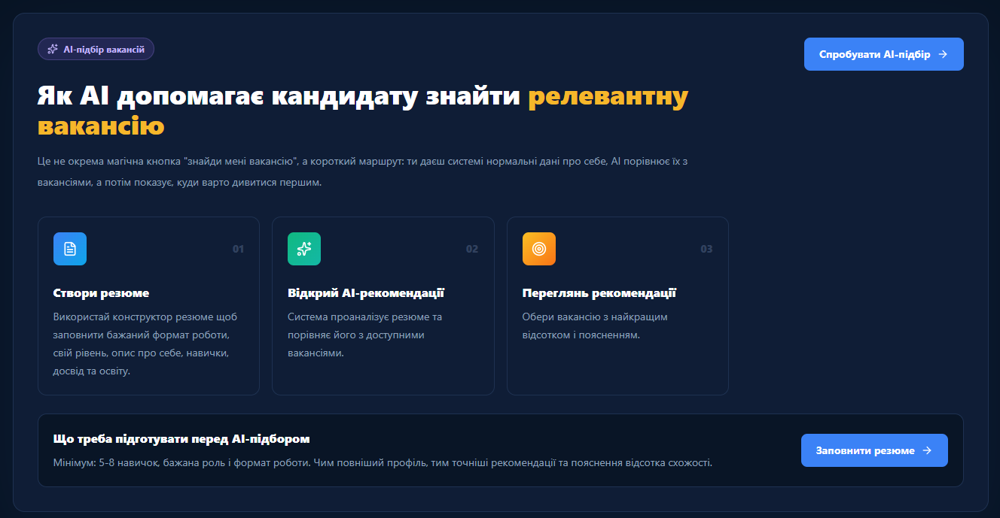 AI-підбір вакансій
Спробувати AI-підбір →
Як AI допомагає кандидату знайти релевантну
вакансію
Це не окрема магічна кнопка "знайди мені вакансію", а короткий маршрут: ти даєш системі нормальні дані про себе, AI порівнює їх з
вакансіями, а потім показує, куди варто дивитися першим.
01
Створи резюме
Використай конструктор резюме щоб
заповнити бажаний формат роботи,
свій рівень, опис про себе, навички,
досвід та освіту.
02
Відкрий AI-рекомендації
Система проаналізує резюме та
порівняє його з доступними
вакансіями.
03
Переглянь рекомендації
Обери вакансію з найкращим
відсотком і поясненням.
Що треба підготувати перед AI-підбором
Мінімум: 5-8 навичок, бажана роль і формат роботи. Чим повніший профіль, тим точніші рекомендації та пояснення відсотка схожості.
Заповнити резюме →